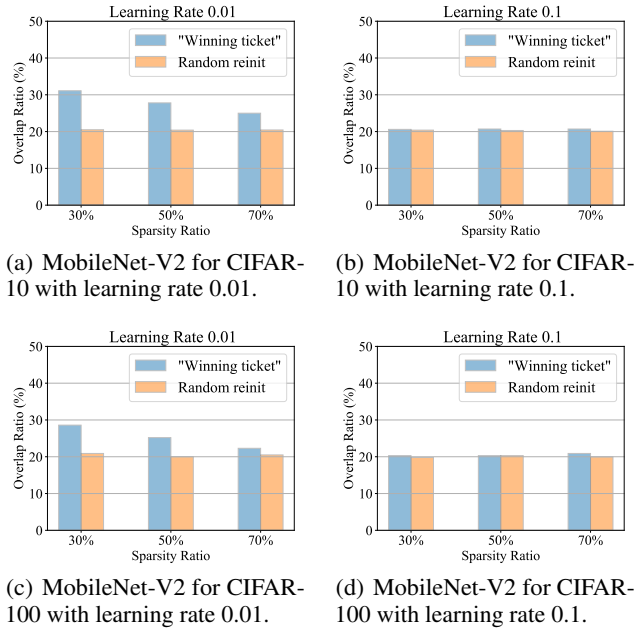 Learning Rate 0.01
50
40
30
20
10
0
Overlap Ratio (%)
"Winning ticket"
Random reinit
30%
50%
70%
Sparsity Ratio
(a) MobileNet-V2 for CIFAR-
10 with learning rate 0.01.
Learning Rate 0.1
50
40
30
20
10
0
Overlap Ratio (%)
"Winning ticket"
Random reinit
30%
50%
70%
Sparsity Ratio
(b) MobileNet-V2 for CIFAR-
10 with learning rate 0.1.
Learning Rate 0.01
50
40
30
20
10
0
Overlap Ratio (%)
"Winning ticket"
Random reinit
30%
50%
70%
Sparsity Ratio
(c) MobileNet-V2 for CIFAR-
100 with learning rate 0.01.
Learning Rate 0.1
50
40
30
20
10
0
Overlap Ratio (%)
"Winning ticket"
Random reinit
30%
50%
70%
Sparsity Ratio
(d) MobileNet-V2 for CIFAR-
100 with learning rate 0.1.